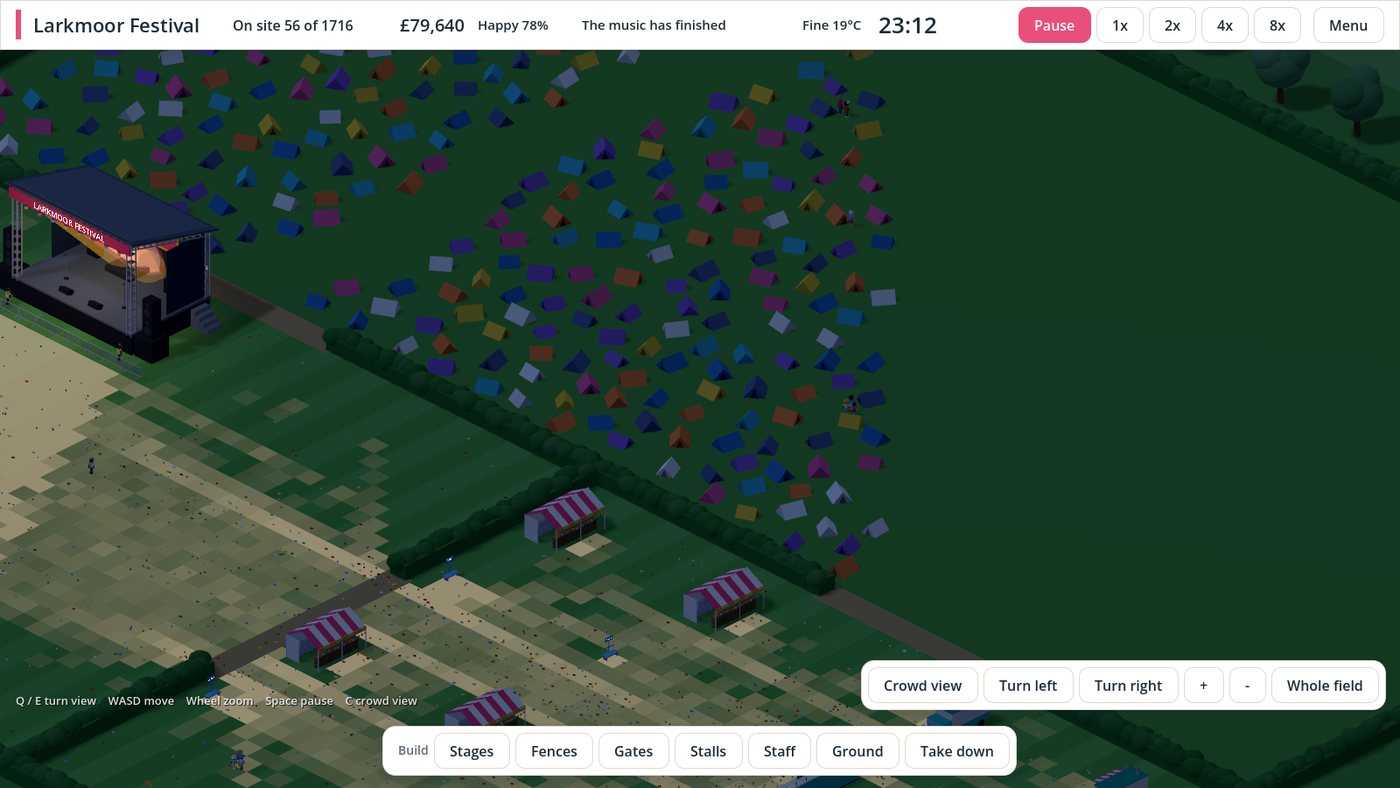 Larkmoor Festival
On site 56 of 1716
£79,640
Happy 78%
The music has finished
Fine 19°C
23:12
Pause
1x
2x
4x
8x
Menu
LARKMOOR FESTIVAL
Crowd view
Turn left
Turn right
+
-
Whole field
Q / E turn view
WASD move
Wheel zoom
Space pause
C crowd view
Build
Stages
Fences
Gates
Stalls
Staff
Ground
Take down